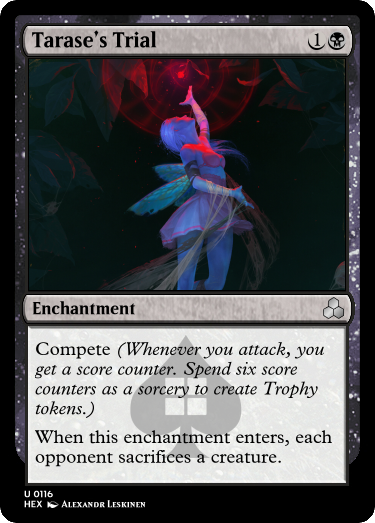 Tarase's Trial 1
Enchantment
Compete (Whenever you attack, you
get a score counter. Spend six score
counters as a sorcery to create Trophy
tokens.)
When this enchantment enters, each
opponent sacrifices a creature.
U 0116
HEX Alexandr Leskinen